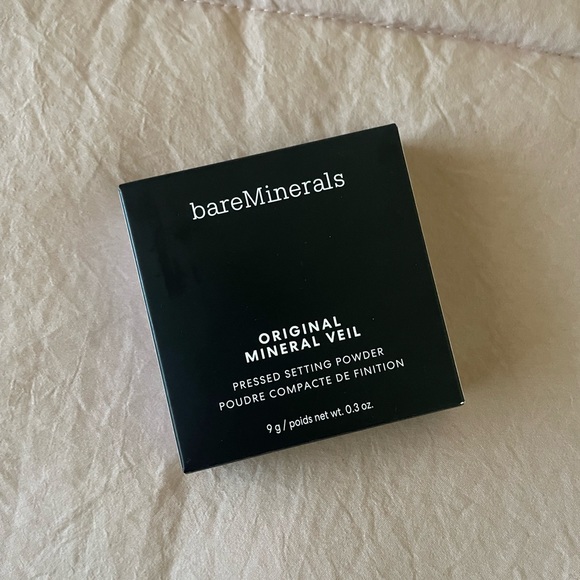 bareMinerals
ORIGINAL
MINERAL VEIL
PRESSED SETTING POWDER
POUDRE COMPACTE DE FINITION
9 g / poids net wt. 0.3 oz.